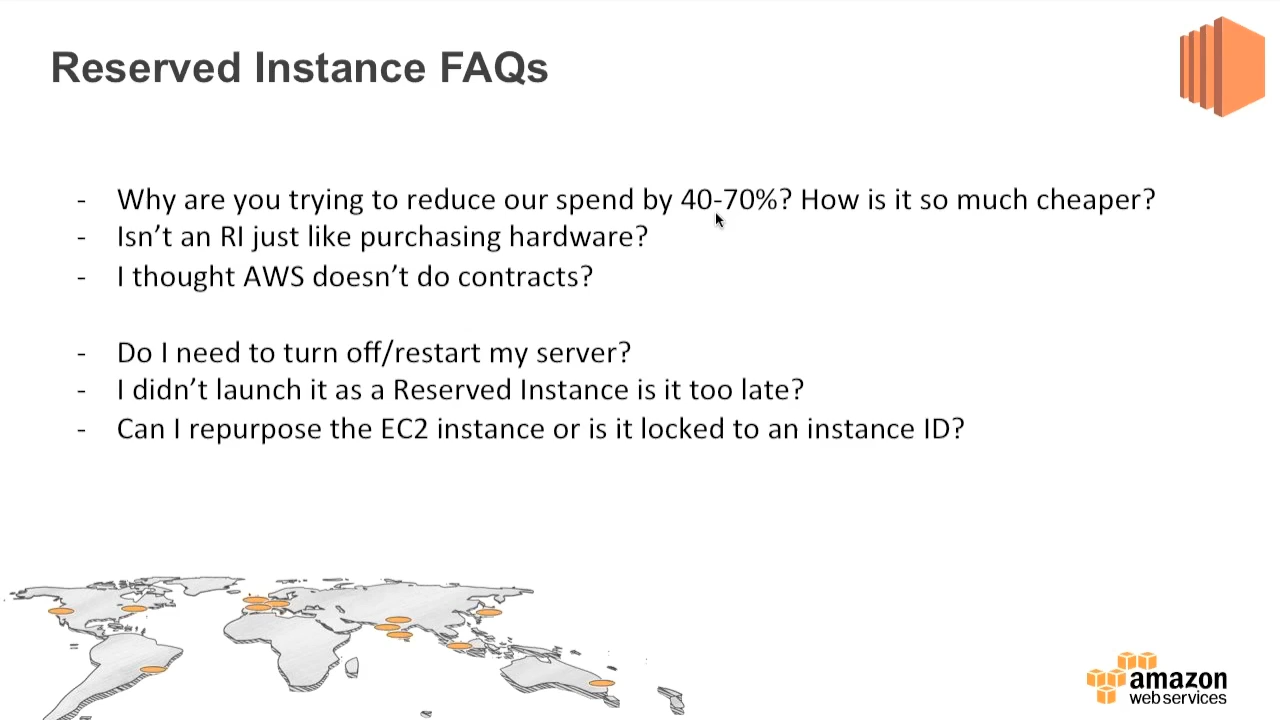 Reserved Instance FAQs
- Why are you trying to reduce our spend by 40-70%? How is it so much cheaper?
- Isn’t an RI just like purchasing hardware?
- I thought AWS doesn’t do contracts?
- Do I need to turn off/restart my server?
- I didn’t launch it as a Reserved Instance is it too late?
- Can I repurpose the EC2 instance or is it locked to an instance ID?
amazon
web services